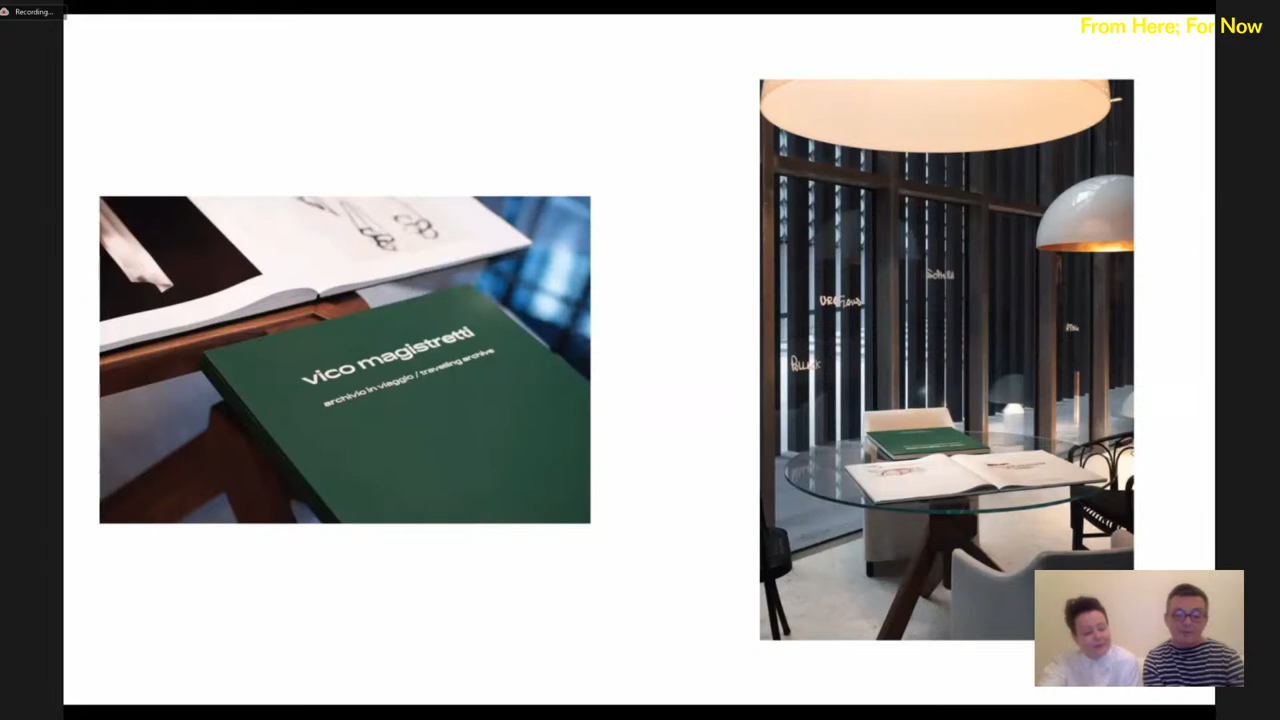 Recording...
From Here; For Now
vico magistretti
archivio in viaggio / travelling archive